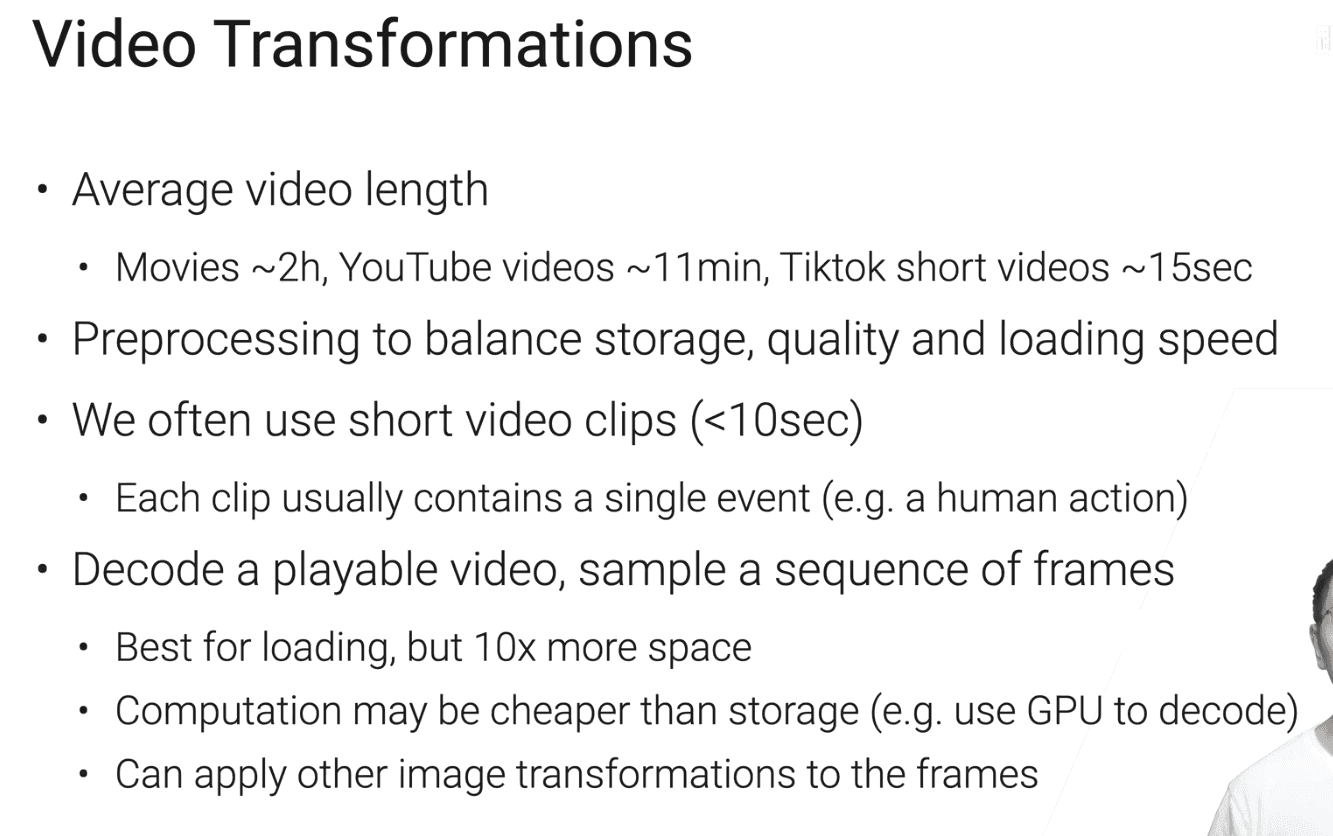 Video Transformations
• Average video length
• Movies ~2h, YouTube videos ~11min, Tiktok short videos ~15sec
• Preprocessing to balance storage, quality and loading speed
• We often use short video clips (<10sec)
• Each clip usually contains a single event (e.g. a human action)
• Decode a playable video, sample a sequence of frames
• Best for loading, but 10x more space
• Computation may be cheaper than storage (e.g. use GPU to decode)
• Can apply other image transformations to the frames